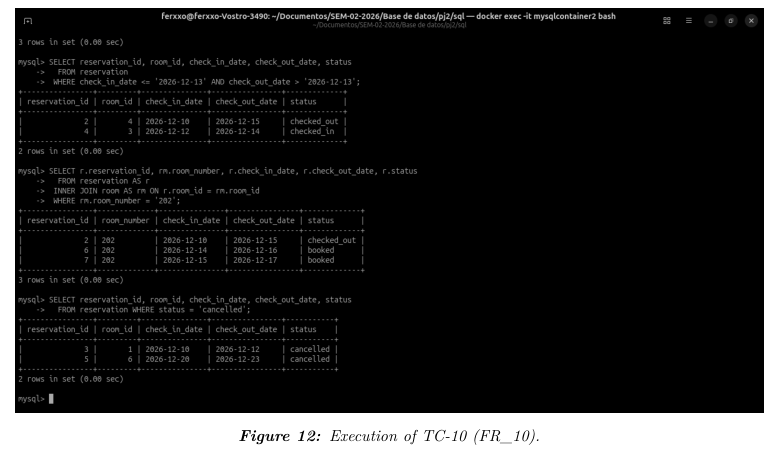 ferxxo@ferxxo-Vostro-3490: ~/Documentos/SEM-02-2026/Base de datos/pj2/sql — docker exec -it mysqlcontainer2 bash
~/Documentos/SEM-02-2026/Base de datos/pj2/sql
3 rows in set (0.00 sec)
mysql> SELECT reservation_id, room_id, check_in_date, check_out_date, status
    ->   FROM reservation
    ->  WHERE check_in_date <= '2026-12-13' AND check_out_date > '2026-12-13';
+----------------+---------+---------------+----------------+-------------+
| reservation_id | room_id | check_in_date | check_out_date | status      |
+----------------+---------+---------------+----------------+-------------+
|              2 |       4 | 2026-12-10    | 2026-12-15     | checked_out |
|              4 |       3 | 2026-12-12    | 2026-12-14     | checked_in  |
+----------------+---------+---------------+----------------+-------------+
2 rows in set (0.00 sec)
mysql> SELECT r.reservation_id, rm.room_number, r.check_in_date, r.check_out_date, r.status
    ->   FROM reservation AS r
    ->  INNER JOIN room AS rm ON r.room_id = rm.room_id
    ->  WHERE rm.room_number = '202';
+----------------+-------------+---------------+----------------+-------------+
| reservation_id | room_number | check_in_date | check_out_date | status      |
+----------------+-------------+---------------+----------------+-------------+
|              2 | 202         | 2026-12-10    | 2026-12-15     | checked_out |
|              6 | 202         | 2026-12-14    | 2026-12-16     | booked      |
|              7 | 202         | 2026-12-15    | 2026-12-17     | booked      |
+----------------+-------------+---------------+----------------+-------------+
3 rows in set (0.00 sec)
mysql> SELECT reservation_id, room_id, check_in_date, check_out_date, status
    ->   FROM reservation WHERE status = 'cancelled';
+----------------+---------+---------------+----------------+-----------+
| reservation_id | room_id | check_in_date | check_out_date | status    |
+----------------+---------+---------------+----------------+-----------+
|              3 |       1 | 2026-12-10    | 2026-12-12     | cancelled |
|              5 |       6 | 2026-12-20    | 2026-12-23     | cancelled |
+----------------+---------+---------------+----------------+-----------+
2 rows in set (0.00 sec)
mysql>
Figure 12: Execution of TC-10 (FR_10).